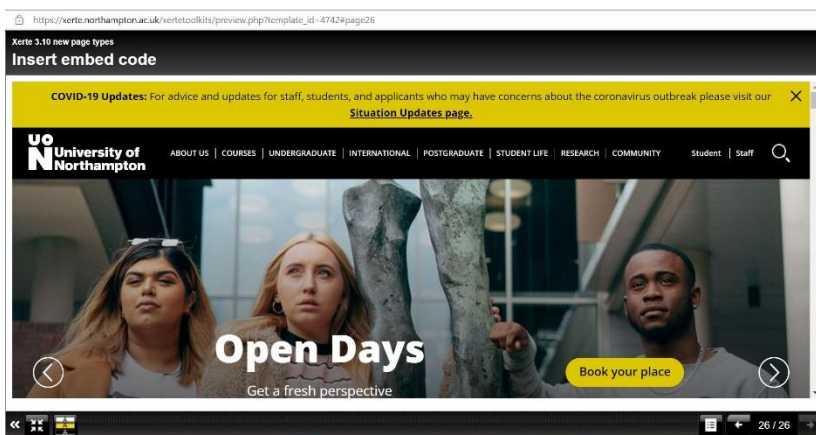 https://xerte.northampton.ac.uk/xertetoolkits/preview.php?template_id=4742#page26
Xerte 3.10 new page types
Insert embed code
COVID-19 Updates: For advice and updates for staff, students, and applicants who may have concerns about the coronavirus outbreak please visit our
Situation Updates page.
UON
University of
Northampton
ABOUT US | COURSES | UNDERGRADUATE | INTERNATIONAL | POSTGRADUATE | STUDENT LIFE | RESEARCH | COMMUNITY Student | Staff
Open Days
Get a fresh perspective
Book your place
26 / 26